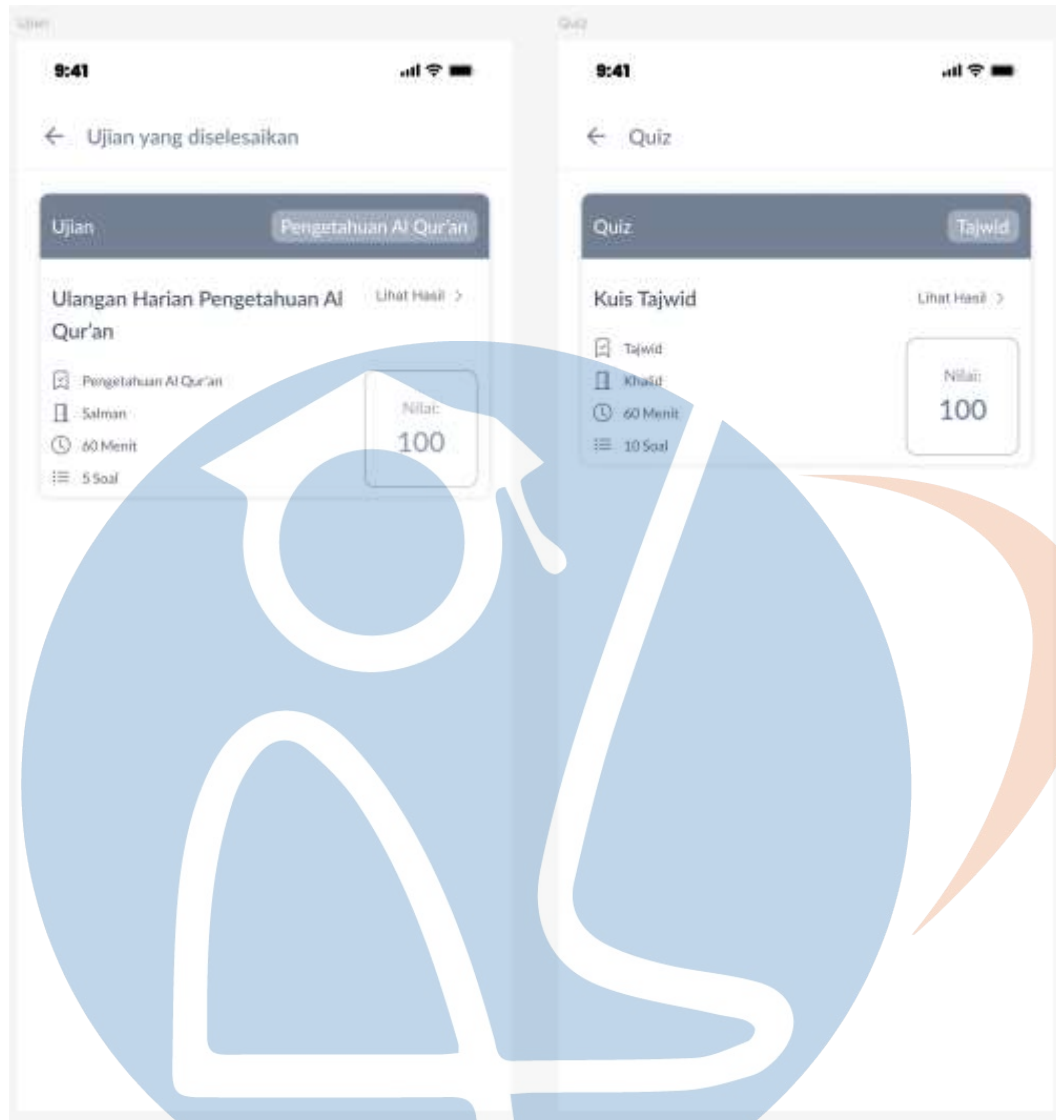 Ujian
9:41
Ujian yang diselesaikan
Ujian
Pengetahuan Al Qur'an
Ulangan Harian Pengetahuan Al
Qur'an
Lihat Hasil
Pengetahuan Al Qur'an
Salman
60 Menit
5 Soal
Nilai:
100
Quiz
9:41
Quiz
Quiz
Tajwid
Kuis Tajwid
Lihat Hasil
Tajwid
Khalid
60 Menit
10 Soal
Nilai:
100